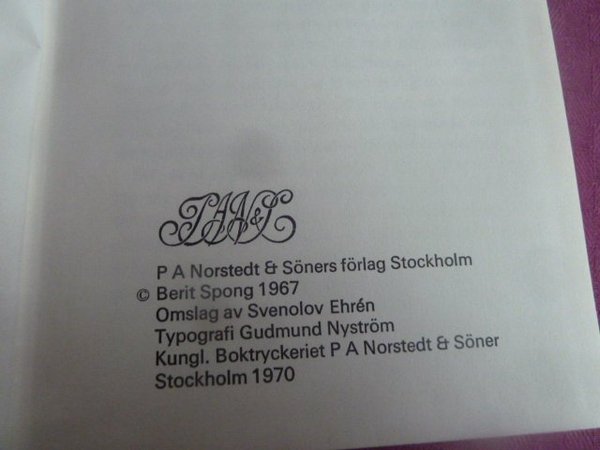 PAN&S
P A Norstedt & Söners förlag Stockholm
© Berit Spong 1967
Omslag av Svenolov Ehrén
Typografi Gudmund Nyström
Kungl. Boktryckeriet P A Norstedt & Söner
Stockholm 1970